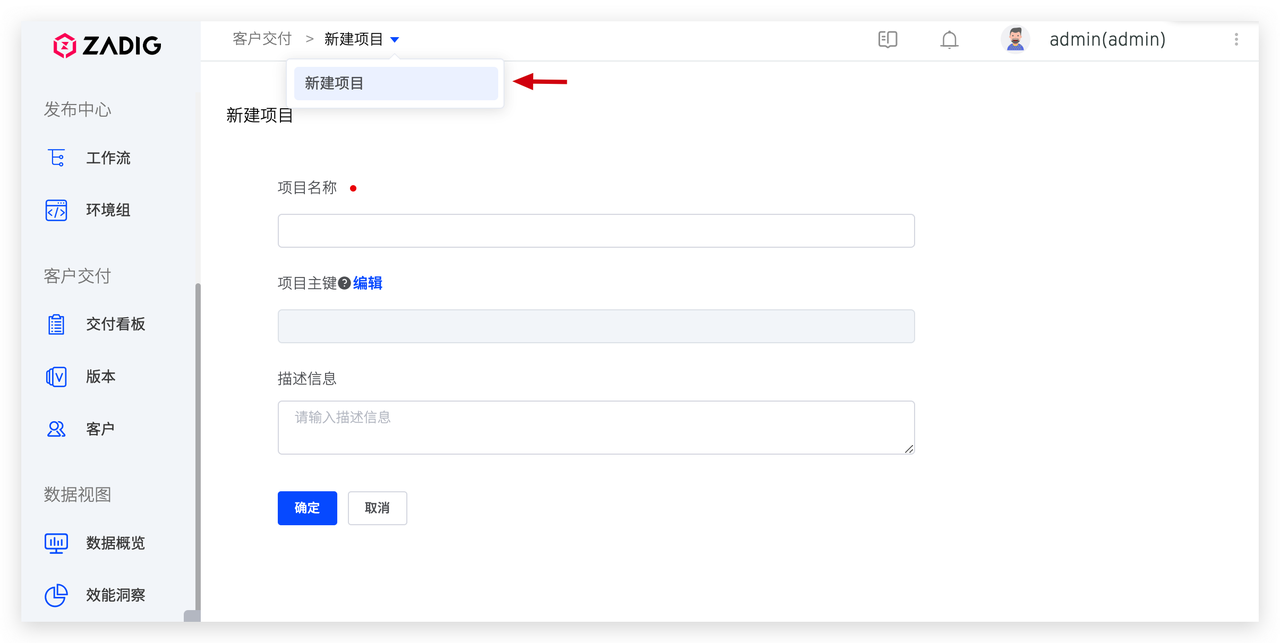 ZADIG
客户交付 > 新建项目
admin(admin)
新建项目
发布中心
工作流
环境组
客户交付
交付看板
版本
客户
数据视图
数据概览
效能洞察
新建项目
项目名称
项目主键?编辑
描述信息
请输入描述信息
确定
取消